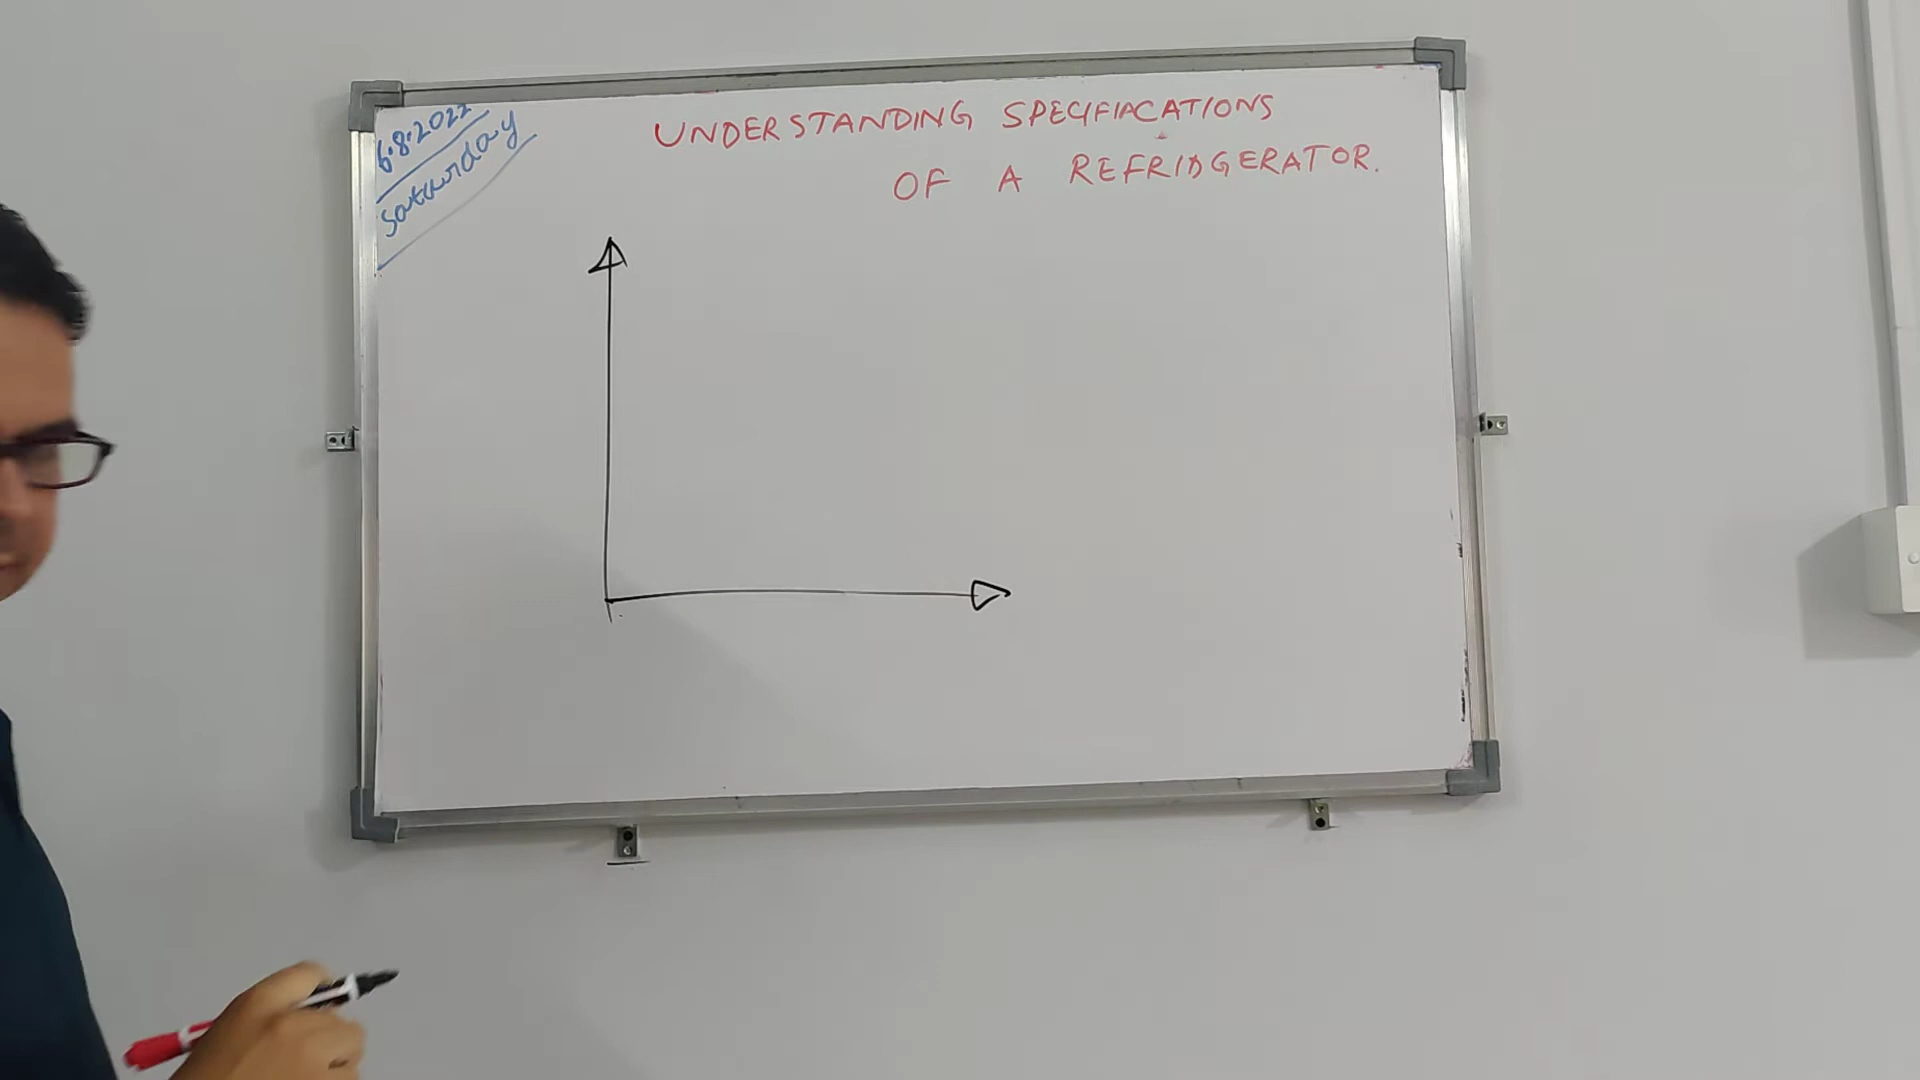 6.8.2022
Saturday
UNDERSTANDING SPECIFIACATIONS
OF A REFRIDGERATOR.